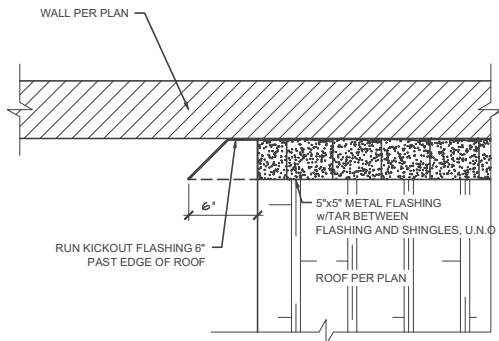 WALL PER PLAN
6"
5"x5" METAL FLASHING
w/TAR BETWEEN
FLASHING AND SHINGLES, U.N.O
RUN KICKOUT FLASHING 6"
PAST EDGE OF ROOF
ROOF PER PLAN